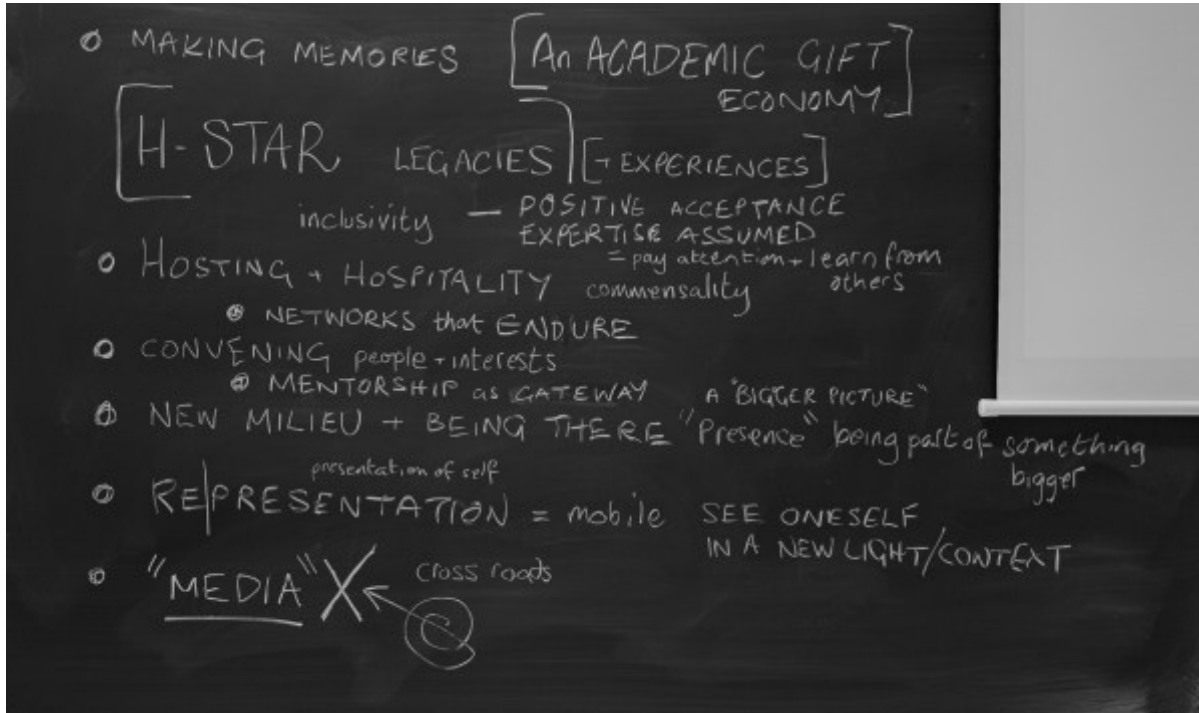 MAKING MEMORIES [An ACADEMIC GIFT
ECONOMY]
[H-STAR LEGACIES] [+ EXPERIENCES]
inclusivity — POSITIVE ACCEPTANCE
EXPERTISE ASSUMED
= pay attention + learn from
others
HOSTING + HOSPITALITY commensality
NETWORKS that ENDURE
CONVENING people + interests
MENTORSHIP as GATEWAY
A "BIGGER PICTURE"
NEW MILIEU + BEING THERE "Presence" being part of something
bigger
presentation of self
RE|PRESENTATION = mobile SEE ONESELF
IN A NEW LIGHT/CONTEXT
"MEDIA" X cross roads